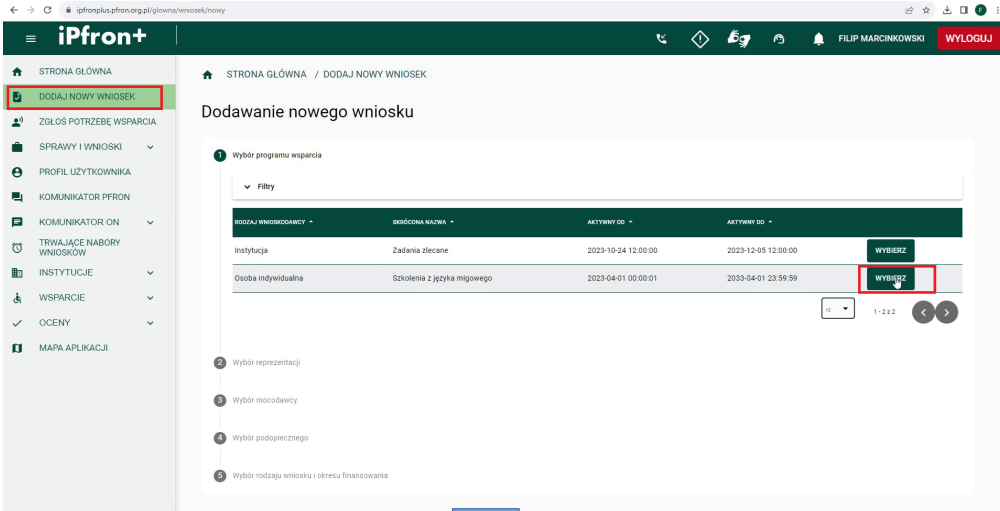 ipfronplus.pfron.org.pl/glowna/wniosek/nowy
iPfron+
FILIP MARCINKOWSKI
WYLOGUJ
STRONA GŁÓWNA
DODAJ NOWY WNIOSEK
ZGŁOŚ POTRZEBĘ WSPARCIA
SPRAWY I WNIOSKI
PROFIL UŻYTKOWNIKA
KOMUNIKATOR PFRON
KOMUNIKATOR ON
TRWAJĄCE NABORY
WNIOSKÓW
INSTYTUCJE
WSPARCIE
OCENY
MAPA APLIKACJI
STRONA GŁÓWNA / DODAJ NOWY WNIOSEK
Dodawanie nowego wniosku
1 Wybór programu wsparcia
Filtry
RODZAJ WNIOSKODAWCY SKRÓCONA NAZWA AKTYWNY OD AKTYWNY DO
Instytucja Zadania zlecane 2023-10-24 12:00:00 2023-12-05 12:00:00 WYBIERZ
Osoba indywidualna Szkolenia z języka migowego 2023-04-01 00:00:01 2033-04-01 23:59:59 WYBIERZ
10 1 - 2 z 2
2 Wybór reprezentacji
3 Wybór mocodawcy
4 Wybór podopiecznego
5 Wybór rodzaju wniosku i okresu finansowania